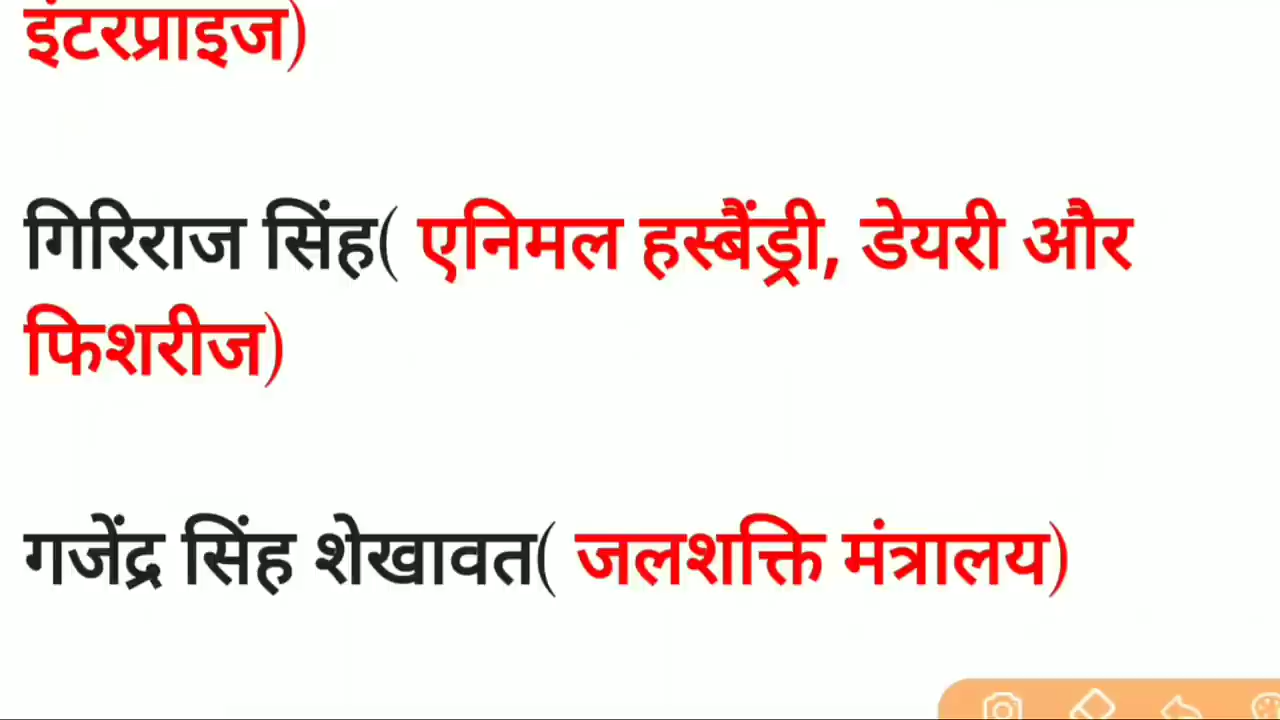 इंटरप्राइज)
गिरिराज सिंह( एनिमल हस्बैंड्री, डेयरी और
फिशरीज)
गजेंद्र सिंह शेखावत( जलशक्ति मंत्रालय)